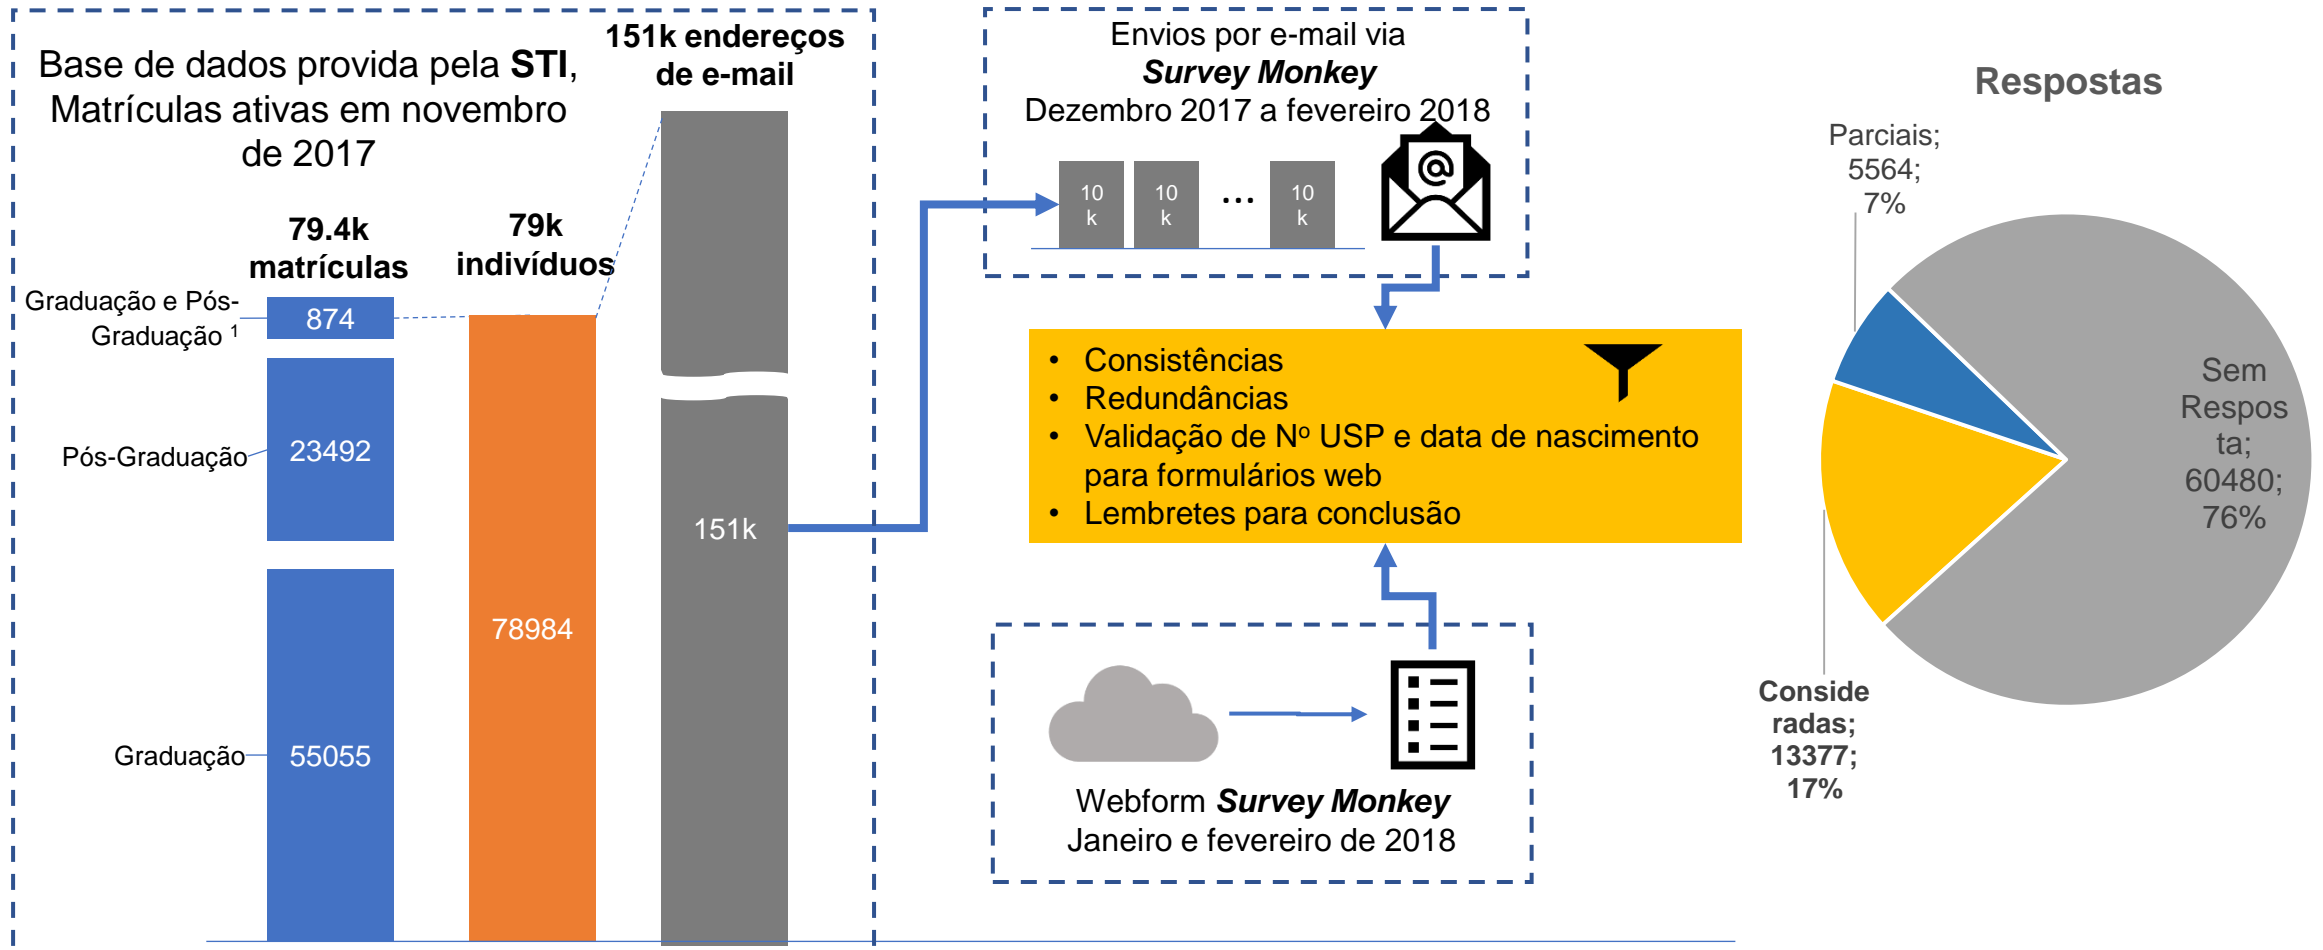 Base de dados provida pela STI,
Matrículas ativas em novembro
de 2017
151k endereços
de e-mail
79.4k
matrículas
79k
indivíduos
Graduação e Pós-
Graduação ¹
874
Pós-Graduação
23492
Graduação
55055
78984
151k
Envios por e-mail via
Survey Monkey
Dezembro 2017 a fevereiro 2018
10
k
10
k
...
10
k
@
• Consistências
• Redundâncias
• Validação de Nº USP e data de nascimento
para formulários web
• Lembretes para conclusão
Webform Survey Monkey
Janeiro e fevereiro de 2018
Respostas
Parciais;
5564;
7%
Sem
Respos
ta;
60480;
76%
Conside
radas;
13377;
17%